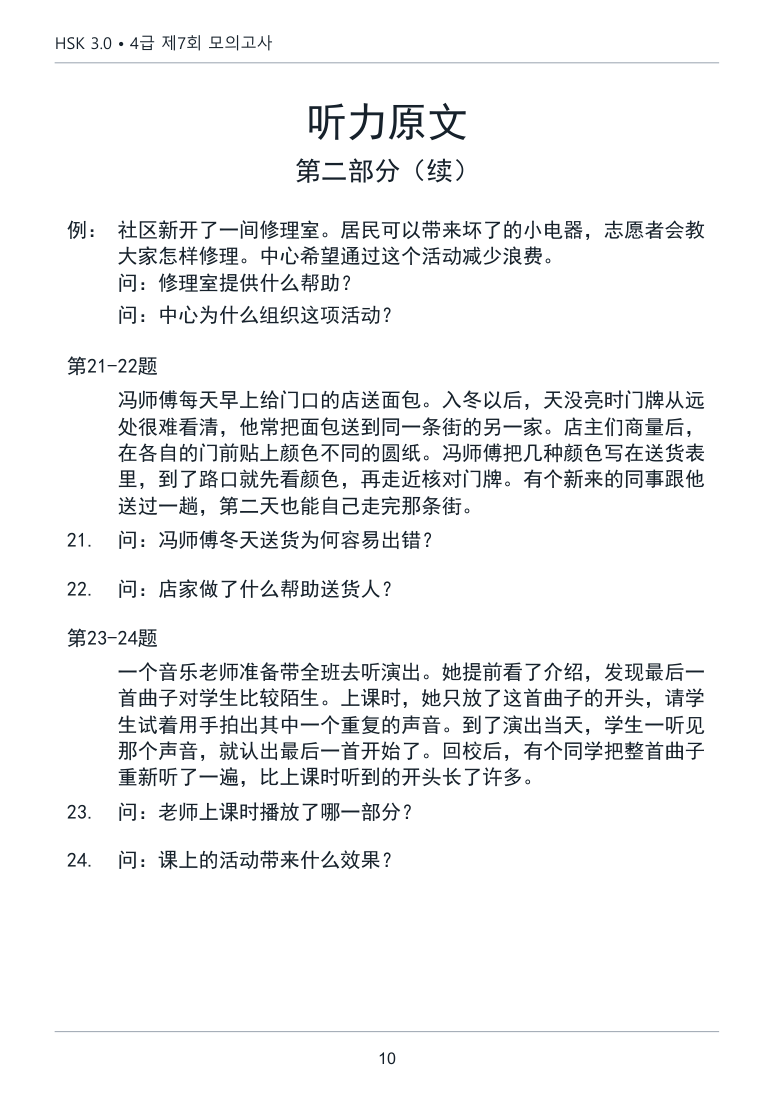 HSK 3.0 • 4급 제7회 모의고사
听力原文
第二部分（续）
例： 社区新开了一间修理室。居民可以带来坏了的小电器，志愿者会教
大家怎样修理。中心希望通过这个活动减少浪费。
问：修理室提供什么帮助？
问：中心为什么组织这项活动？
第21-22题
冯师傅每天早上给门口的店送面包。入冬以后，天没亮时门牌从远
处很难看清，他常把面包送到同一条街的另一家。店主们商量后，
在各自的门前贴上颜色不同的圆纸。冯师傅把几种颜色写在送货表
里，到了路口就先看颜色，再走近核对门牌。有个新来的同事跟他
送过一趟，第二天也能自己走完那条街。
21. 问：冯师傅冬天送货为何容易出错？
22. 问：店家做了什么帮助送货人？
第23-24题
一个音乐老师准备带全班去听演出。她提前看了介绍，发现最后一
首曲子对学生比较陌生。上课时，她只放了这首曲子的开头，请学
生试着用手拍出其中一个重复的声音。到了演出当天，学生一听见
那个声音，就认出最后一首开始了。回校后，有个同学把整首曲子
重新听了一遍，比上课时听到的开头长了许多。
23. 问：老师上课时播放了哪一部分？
24. 问：课上的活动带来什么效果？
10